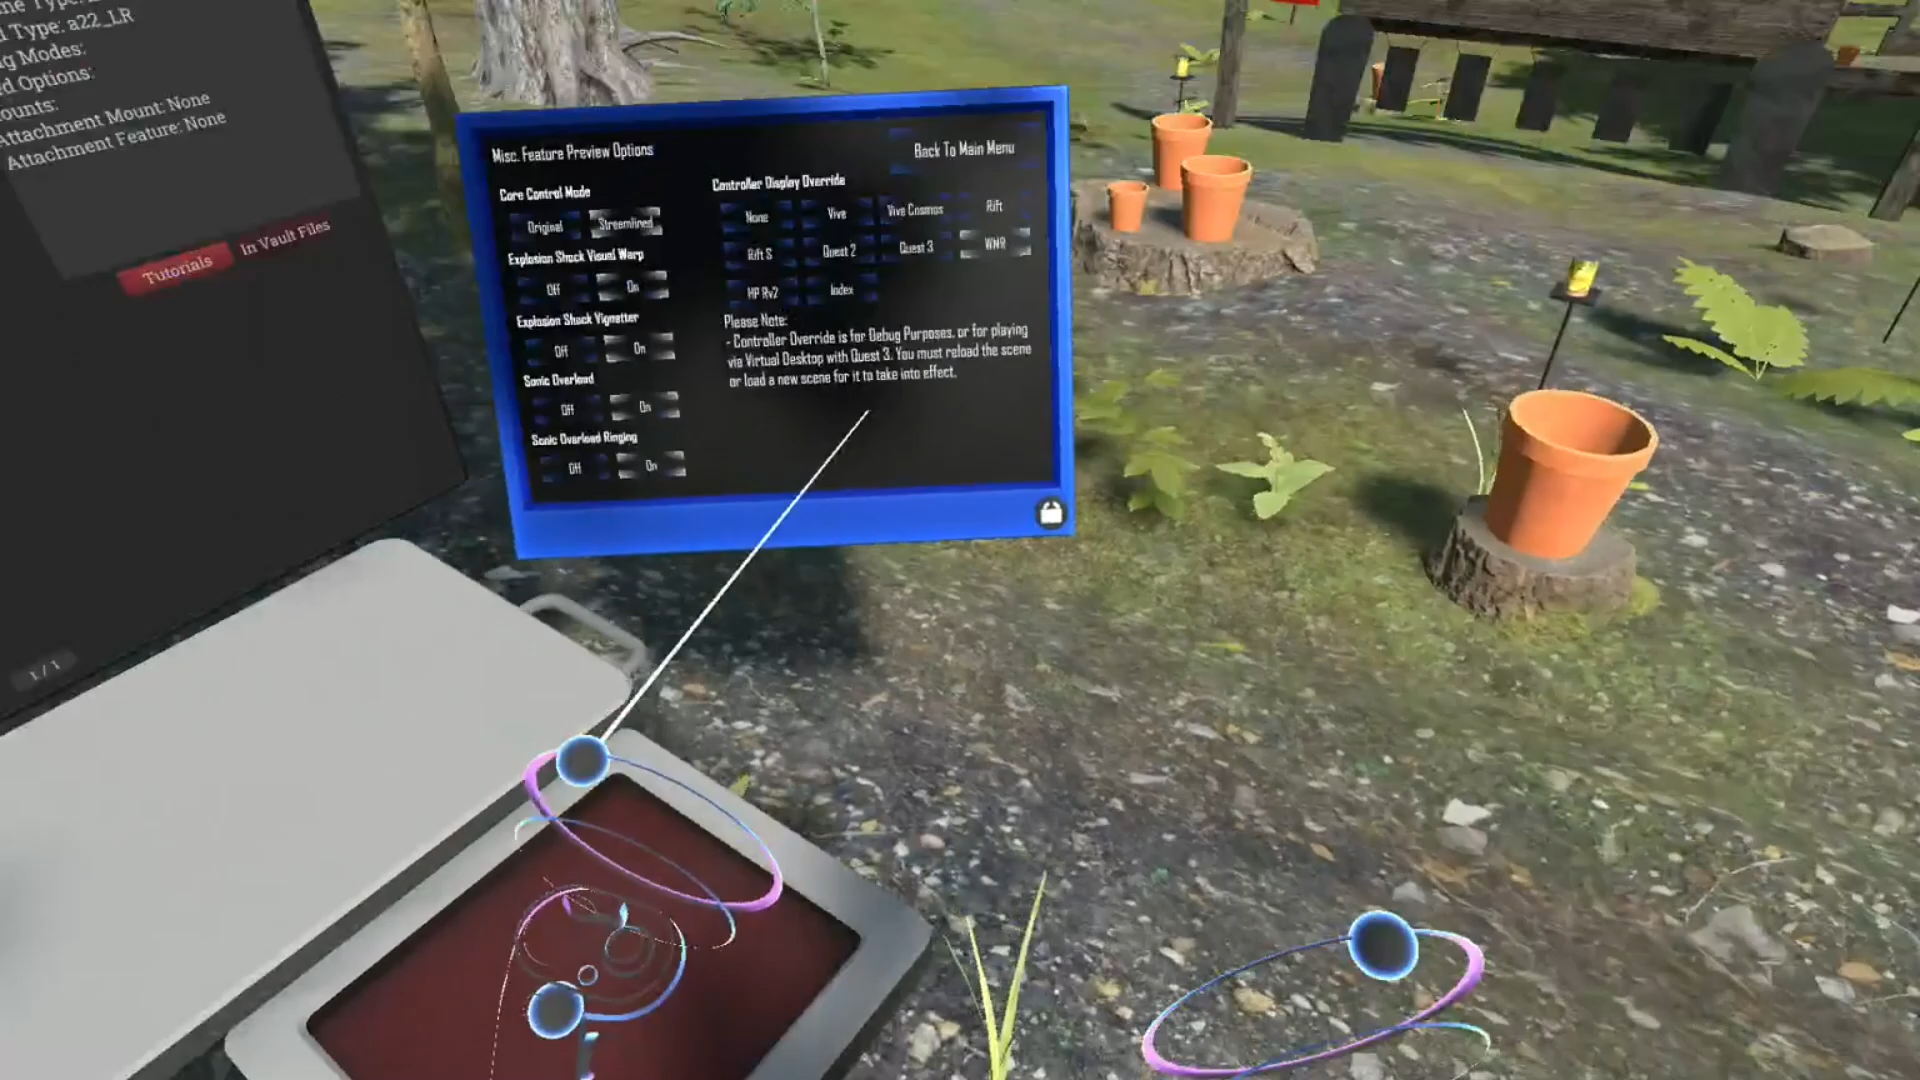 Type: a22_LR
Modes:
Options:
Attachment Mount: None
Attachment Feature: None
Tutorials
In Vault Files
1 / 1
Misc. Feature Preview Options
Back To Main Menu
Core Control Mode
Original
Streamlined
Explosion Shock Visual Warp
Off
On
Explosion Shock Vignetter
Off
On
Sonic Overload
Off
On
Sonic Overload Ringing
Off
On
Controller Display Override
None
Vive
Vive Cosmos
Rift
Rift S
Quest 2
Quest 3
WMR
HP Rv2
Index
Please Note:
- Controller Override is for Debug Purposes, or for playing
via Virtual Desktop with Quest 3. You must reload the scene
or load a new scene for it to take into effect.